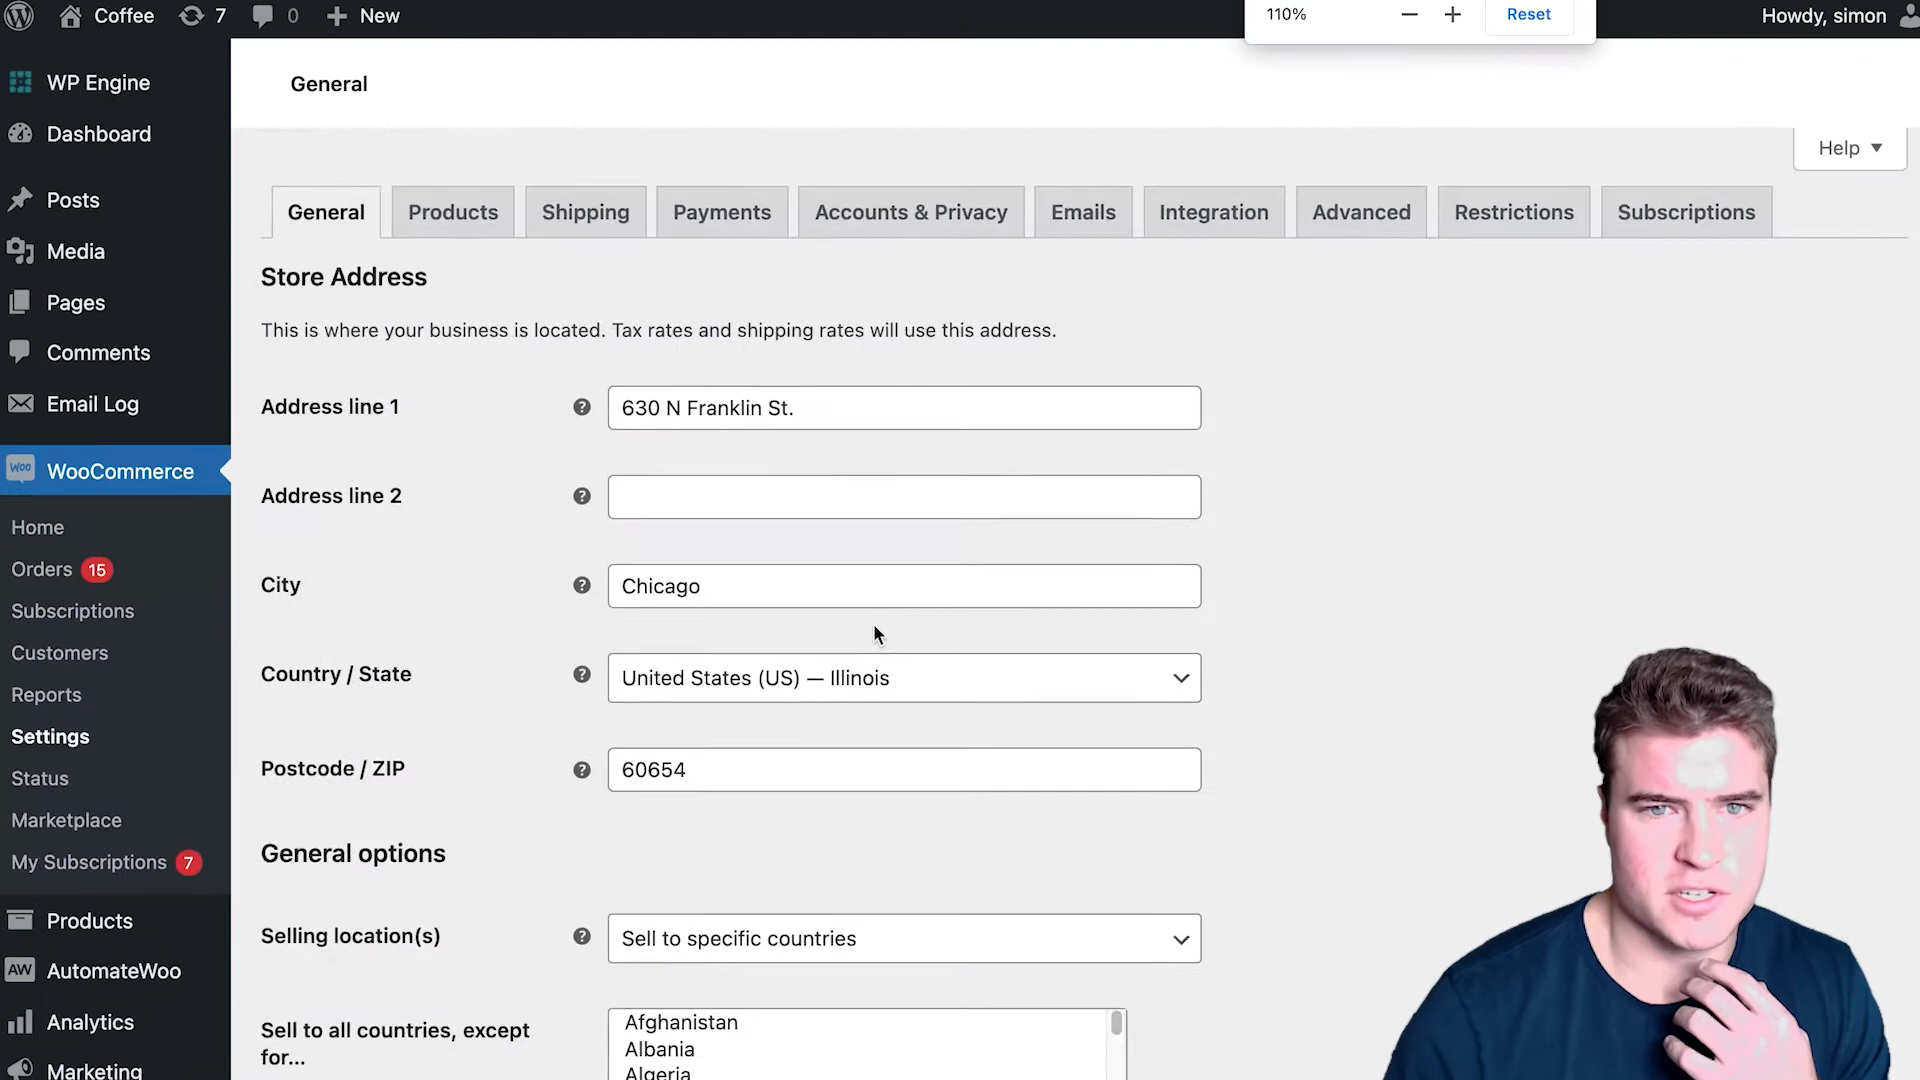 Coffee 7 0 New
110% Reset
Howdy, simon
WP Engine
Dashboard
Posts
Media
Pages
Comments
Email Log
Woo WooCommerce
Home
Orders 15
Subscriptions
Customers
Reports
Settings
Status
Marketplace
My Subscriptions 7
Products
AW AutomateWoo
Analytics
Marketing
General
Help
General Products Shipping Payments Accounts & Privacy Emails Integration Advanced Restrictions Subscriptions
Store Address
This is where your business is located. Tax rates and shipping rates will use this address.
Address line 1 630 N Franklin St.
Address line 2
City Chicago
Country / State United States (US) — Illinois
Postcode / ZIP 60654
General options
Selling location(s) Sell to specific countries
Sell to all countries, except
for...
Afghanistan
Albania
Algeria